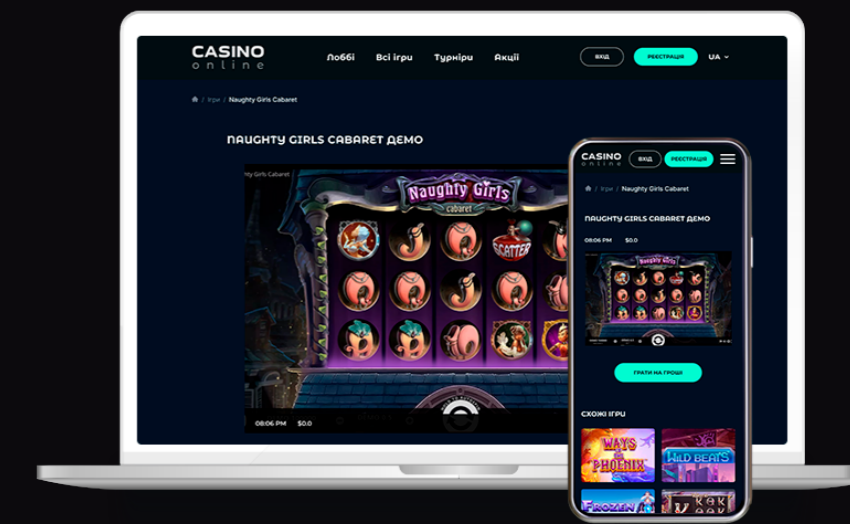 CASINO
online
Лоббі Всі ігри Турніри Акції
ВХІД РЕЄСТРАЦІЯ UA
/ Ігри / Naughty Girls Cabaret
NAUGHTY GIRLS CABARET ДЕМО
ty Girls Cabaret
Naughty Girls
cabaret
SCATTER
08:06 PM $0.0
CASINO
online
ВХІД РЕЄСТРАЦІЯ
/ Ігри / Naughty Girls Cabaret
NAUGHTY GIRLS CABARET ДЕМО
08:06 PM $0.0
Naughty Girls
ГРАТИ НА ГРОШІ
СХОЖІ ІГРИ
WAYS
OF
PHOENIX
WILD BEATS
FROZEN